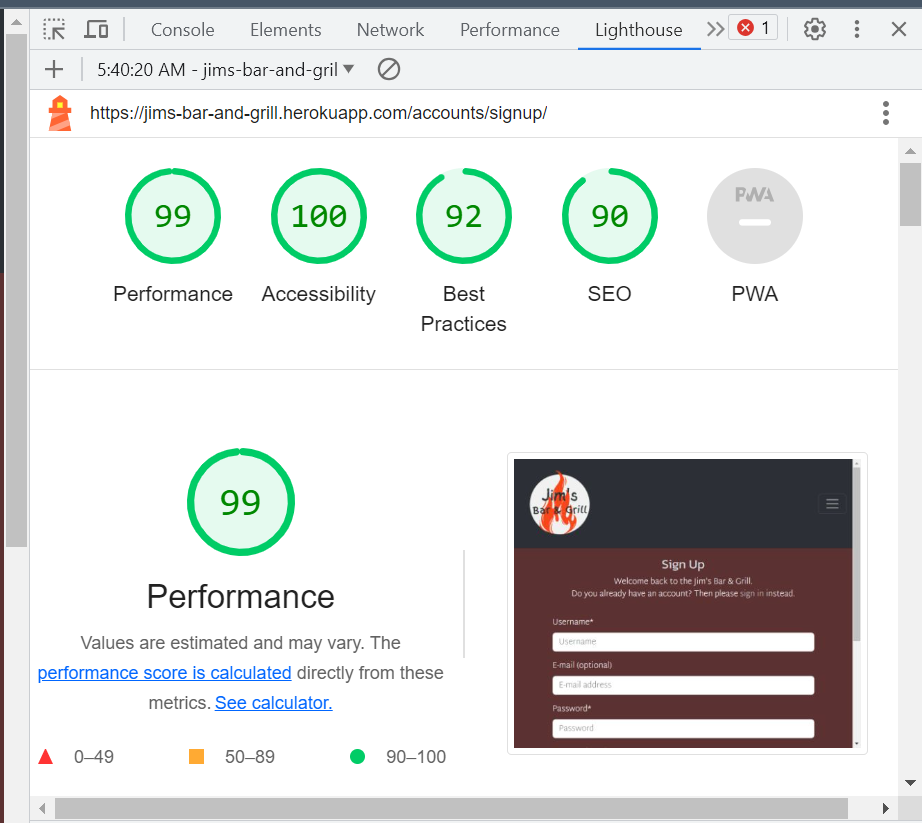 Console Elements Network Performance Lighthouse 1
5:40:20 AM - jims-bar-and-gril
https://jims-bar-and-grill.herokuapp.com/accounts/signup/
99 100 92 90 PWA
Performance Accessibility Best Practices SEO PWA
99
Performance
Values are estimated and may vary. The
performance score is calculated directly from these
metrics. See calculator.
0–49 50–89 90–100
Jim's
Bar & Grill
Sign Up
Welcome back to the Jim's Bar & Grill.
Do you already have an account? Then please sign in instead.
Username*
Username
E-mail (optional)
E-mail address
Password*
Password